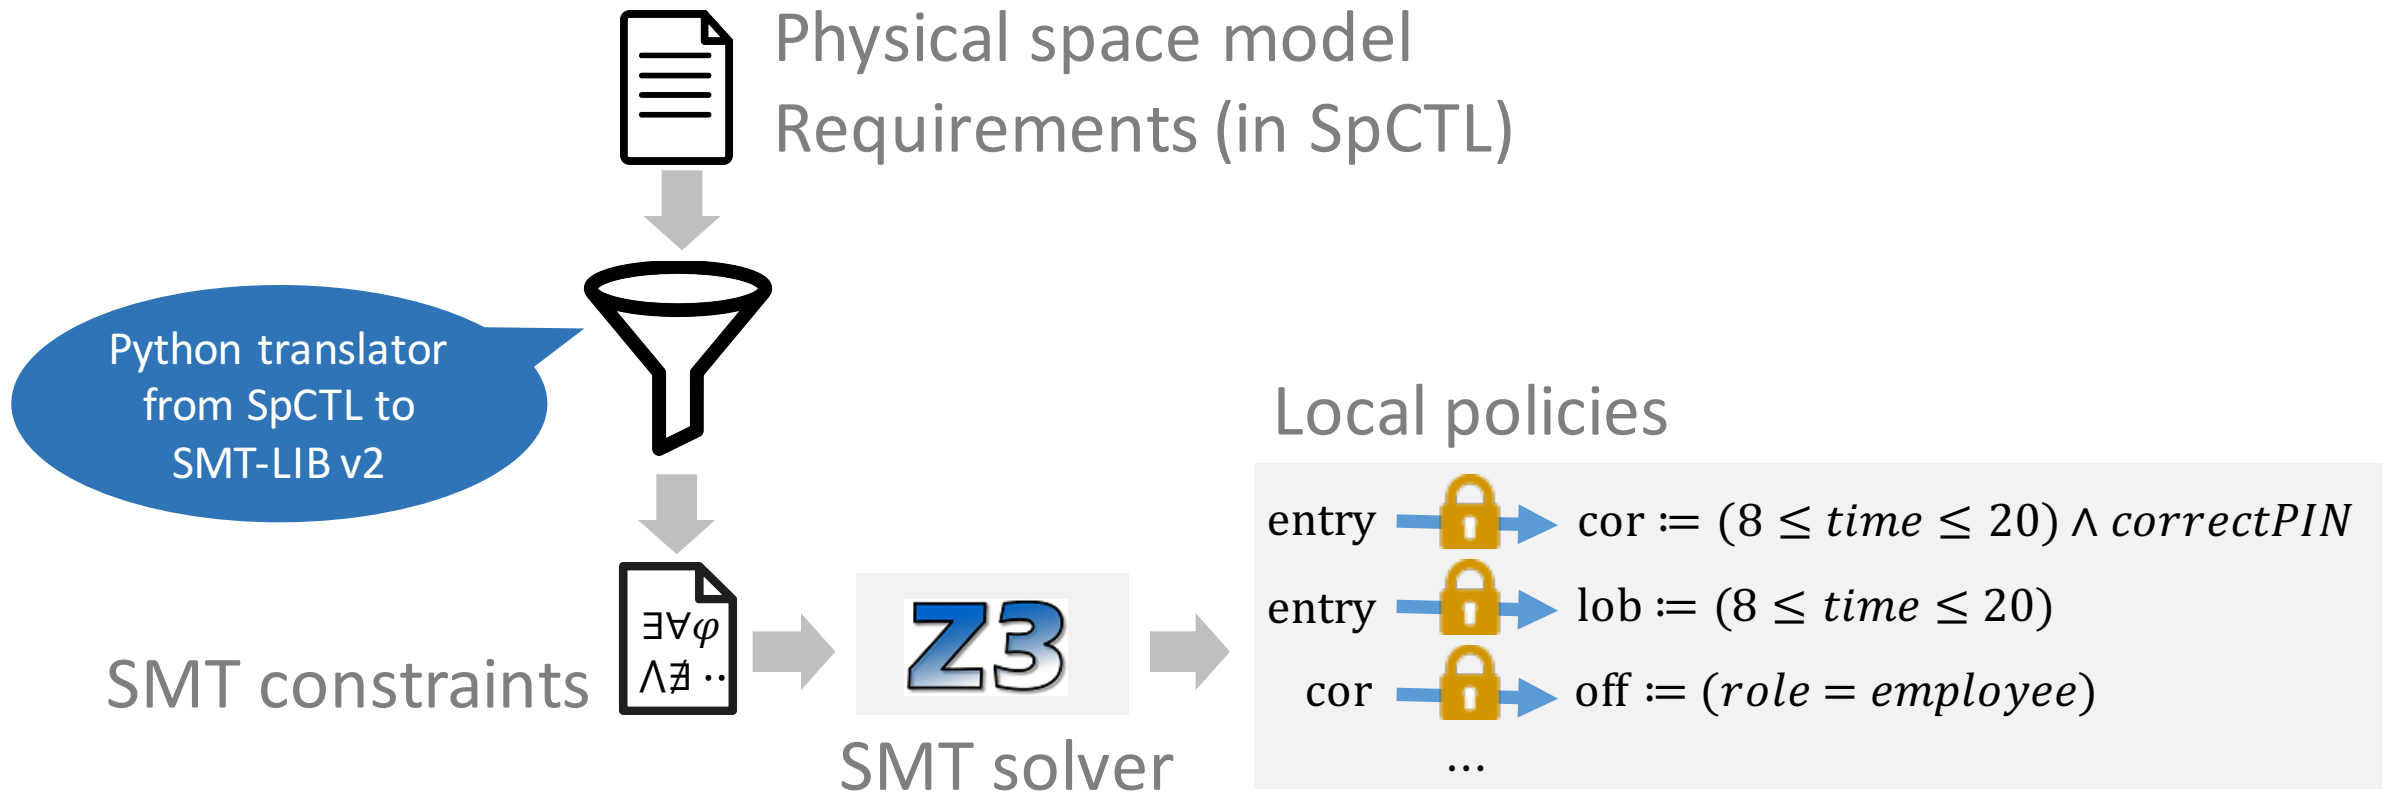 Physical space model
Requirements (in SpCTL)
Python translator
from SpCTL to
SMT-LIB v2
SMT constraints
∃∀φ
⋀∄ ··
Z3
SMT solver
Local policies
entry cor ≔ (8 ≤ time ≤ 20) ∧ correctPIN
entry lob ≔ (8 ≤ time ≤ 20)
cor off ≔ (role = employee)
...